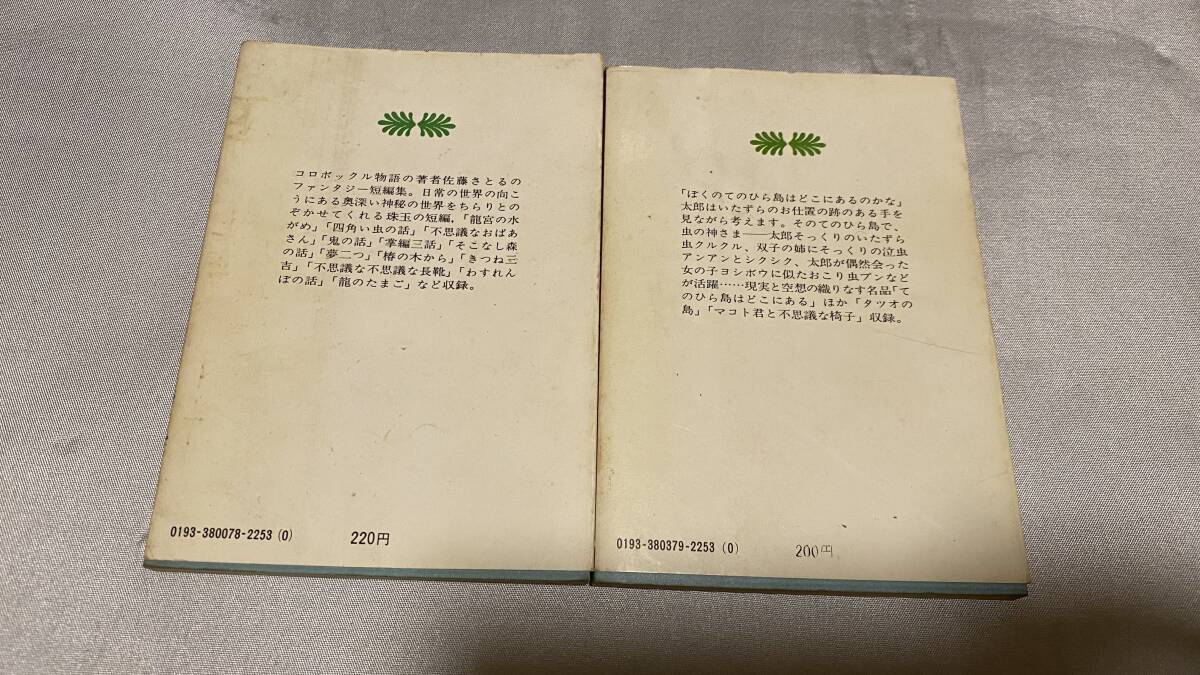 コロボックル物語の著者佐藤さとるの
ファンタジー短編集。日常の世界の向こ
うにある奥深い神秘の世界をちらりとの
ぞかせてくれる珠玉の短編,「龍宮の水
がめ」「四角い虫の話」「不思議なおばあ
さん」「鬼の話」「掌編三話」「そこなし森
の話」「夢二つ」「椿の木から」「きつね三
吉」「不思議な不思議な長靴」「わすれん
ぼの話」「龍のたまご」など収録。
0193-380078-2253 (0)
220円
「ぼくのてのひら島はどこにあるのかな」
太郎はいたずらのお仕置の跡のある手を
見ながら考えます。そのてのひら島で、
虫の神さま――太郎そっくりのいたずら
虫クルクル、双子の姉にそっくりの泣虫
アンアンとシクシク、太郎が偶然会った
女の子ヨシボウに似たおこり虫プンなど
が活躍……現実と空想の織りなす名品「て
のひら島はどこにある」ほか「タツオの
島」「マコト君と不思議な椅子」収録。
0193-380379-2253 (0)
200円